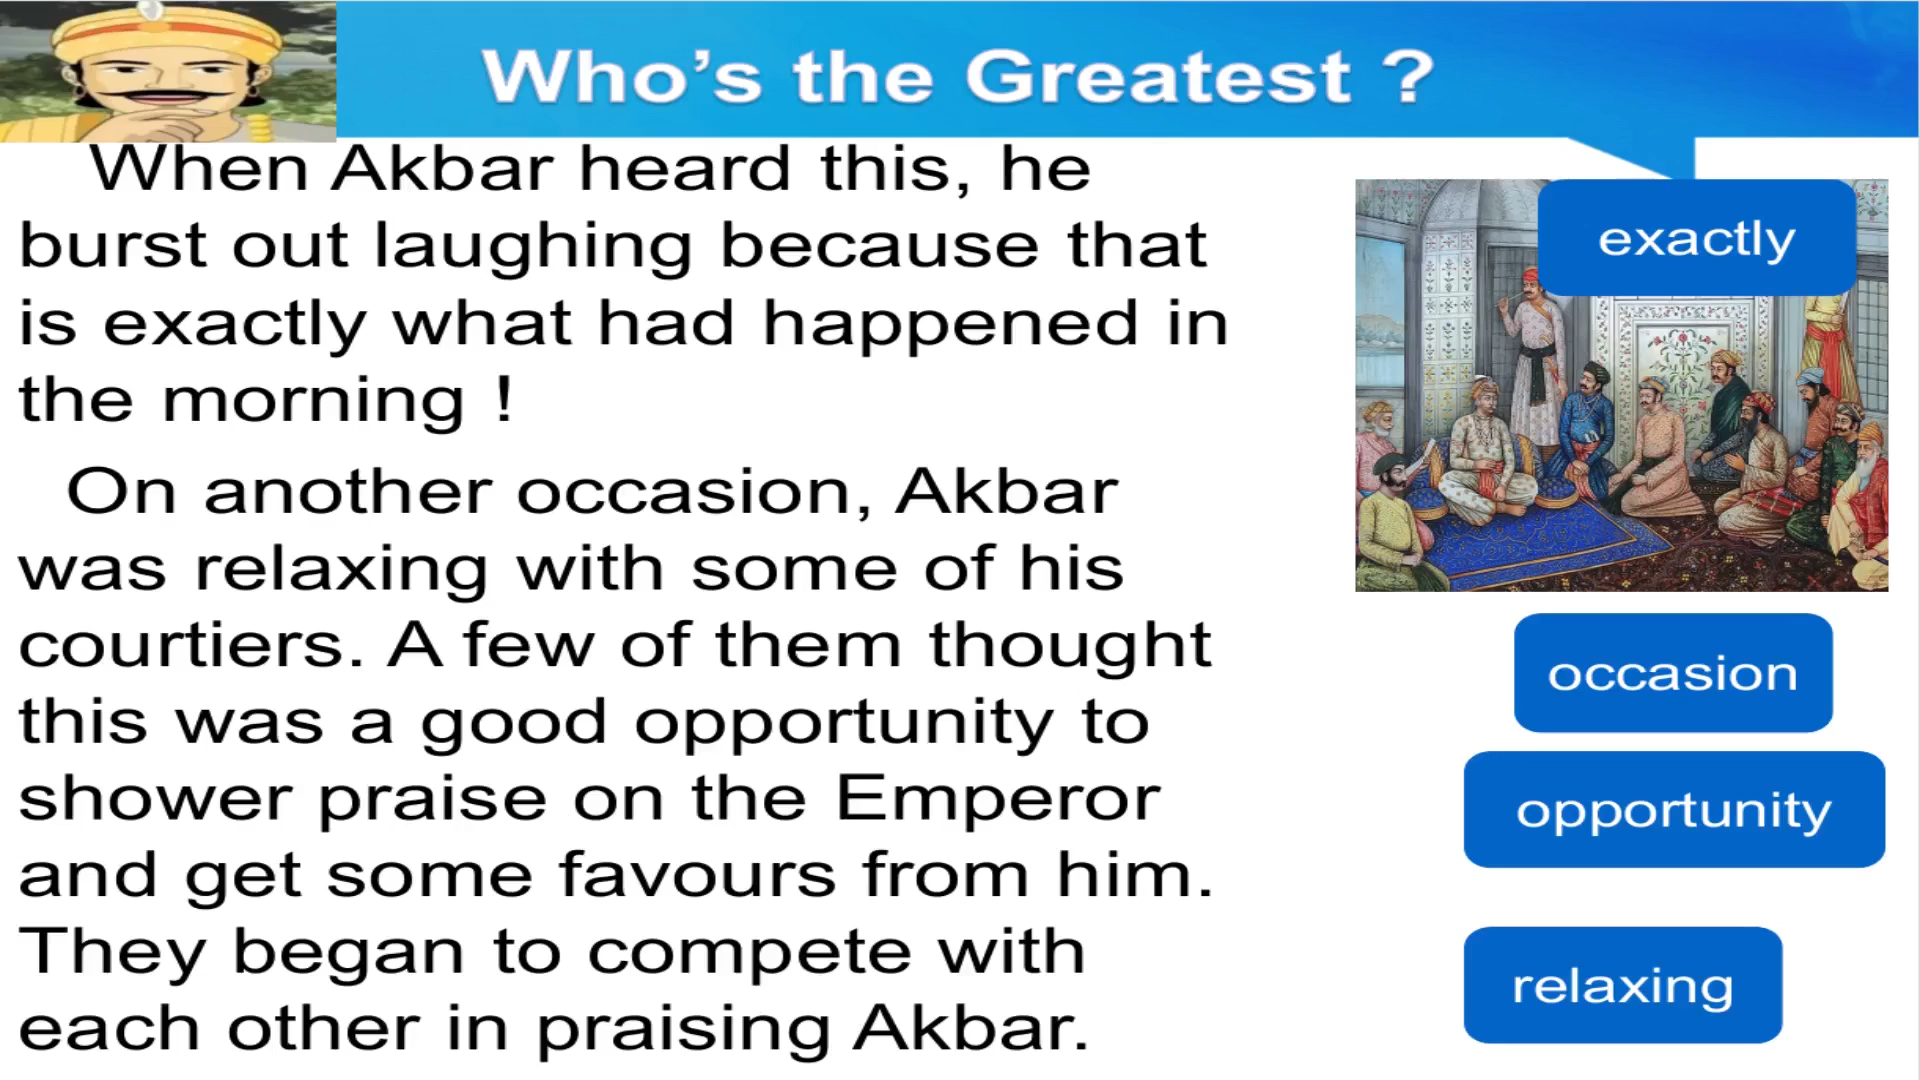 Who’s the Greatest ?
When Akbar heard this, he
burst out laughing because that
is exactly what had happened in
the morning !
On another occasion, Akbar
was relaxing with some of his
courtiers. A few of them thought
this was a good opportunity to
shower praise on the Emperor
and get some favours from him.
They began to compete with
each other in praising Akbar.
exactly
occasion
opportunity
relaxing